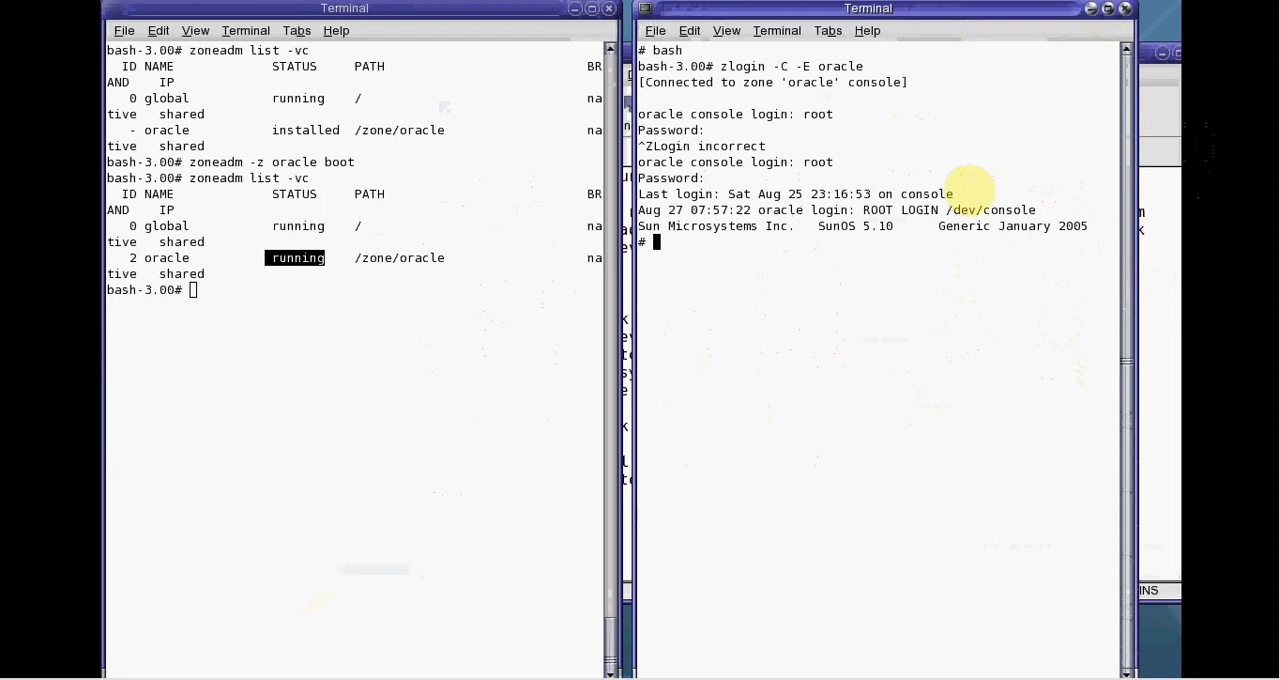 Terminal
File Edit View Terminal Tabs Help
bash-3.00# zoneadm list -vc
ID NAME STATUS PATH BR
AND IP
0 global running / na
tive shared
- oracle installed /zone/oracle na
tive shared
bash-3.00# zoneadm -z oracle boot
bash-3.00# zoneadm list -vc
ID NAME STATUS PATH BR
AND IP
0 global running / na
tive shared
2 oracle running /zone/oracle na
tive shared
bash-3.00#
Terminal
File Edit View Terminal Tabs Help
# bash
bash-3.00# zlogin -C -E oracle
[Connected to zone 'oracle' console]
oracle console login: root
Password:
^ZLogin incorrect
oracle console login: root
Password:
Last login: Sat Aug 25 23:16:53 on console
Aug 27 07:57:22 oracle login: ROOT LOGIN /dev/console
Sun Microsystems Inc. SunOS 5.10 Generic January 2005
#